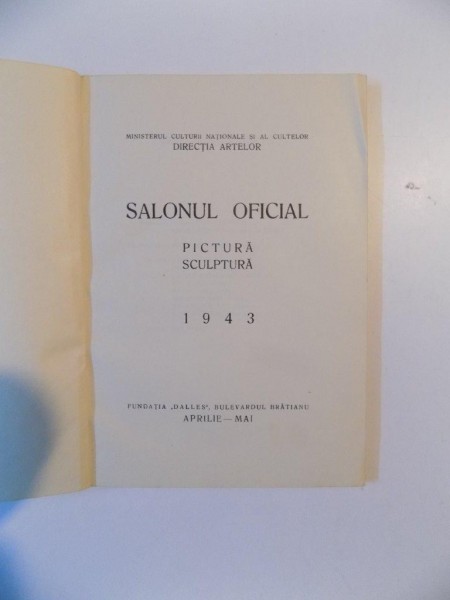 MINISTERUL CULTURII NAȚIONALE ȘI AL CULTELOR
DIRECȚIA ARTELOR
SALONUL OFICIAL
PICTURĂ
SCULPTURĂ
1943
FUNDAȚIA „DALLES", BULEVARDUL BRĂTIANU
APRILIE — MAI